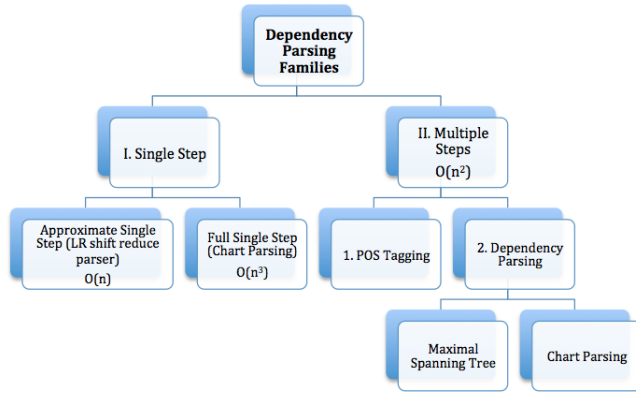 Dependency
Parsing
Families
I. Single Step
II. Multiple
Steps
O(n²)
Approximate Single
Step (LR shift reduce
parser)
O(n)
Full Single Step
(Chart Parsing)
O(n³)
1. POS Tagging
2. Dependency
Parsing
Maximal
Spanning Tree
Chart Parsing